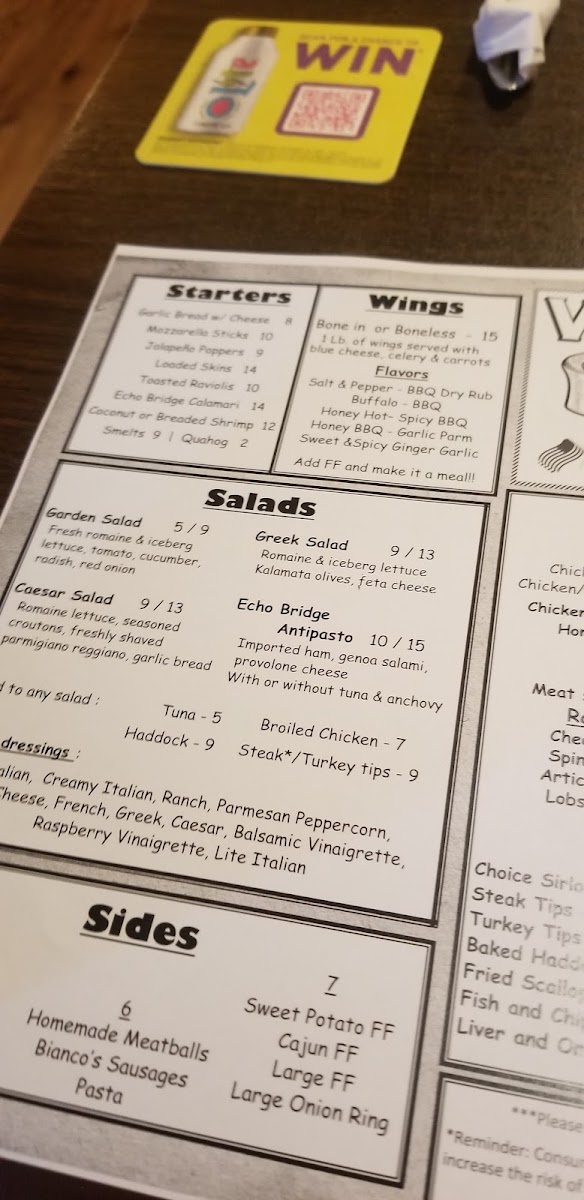 WIN
Starters
Garlic Bread w/ Cheese 8
Mozzarella Sticks 10
Jalapeño Poppers 9
Loaded Skins 14
Toasted Raviolis 10
Echo Bridge Calamari 14
Coconut or Breaded Shrimp 12
Smelts 9 | Quahog 2
Wings
Bone in or Boneless - 15
1 Lb. of wings served with
blue cheese, celery & carrots
Flavors
Salt & Pepper - BBQ Dry Rub
Buffalo - BBQ
Honey Hot- Spicy BBQ
Honey BBQ - Garlic Parm
Sweet &Spicy Ginger Garlic
Add FF and make it a meal!!
Salads
Garden Salad 5 / 9
Fresh romaine & iceberg
lettuce, tomato, cucumber,
radish, red onion
Caesar Salad 9 / 13
Romaine lettuce, seasoned
croutons, freshly shaved
parmigiano reggiano, garlic bread
Greek Salad 9 / 13
Romaine & iceberg lettuce
Kalamata olives, feta cheese
Echo Bridge
Antipasto 10 / 15
Imported ham, genoa salami,
provolone cheese
With or without tuna & anchovy
to any salad :
Tuna - 5
Broiled Chicken - 7
Haddock - 9
Steak*/Turkey tips - 9
dressings :
Creamy Italian, Ranch, Parmesan Peppercorn,
Cheese, French, Greek, Caesar, Balsamic Vinaigrette,
Raspberry Vinaigrette, Lite Italian
Sides
6
Homemade Meatballs
Bianco's Sausages
Pasta
7
Sweet Potato FF
Cajun FF
Large FF
Large Onion Ring
Chicken/
Chicken
Meat
Choice
Steak Tips
Turkey Tips
Baked
Fried
Fish and
Liver and
***Please
*Reminder:
increase the risk of